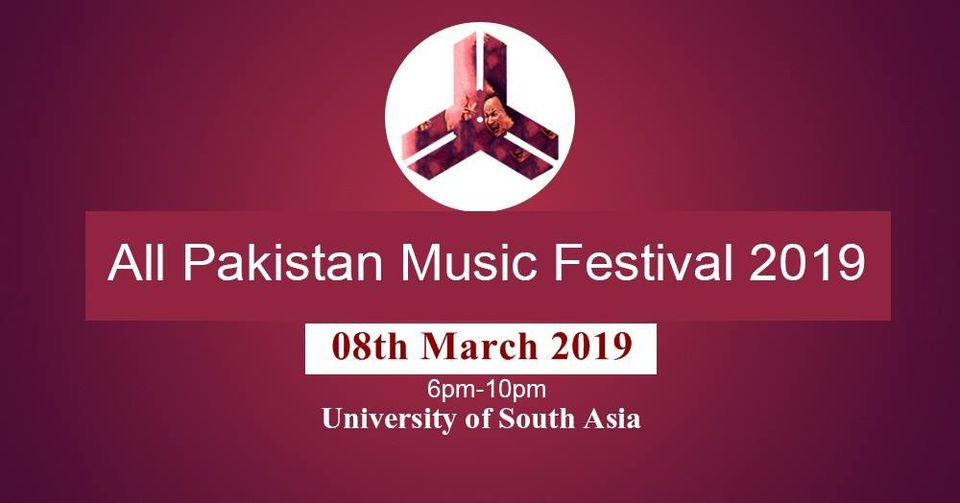 All Pakistan Music Festival 2019
08th March 2019
6pm-10pm
University of South Asia